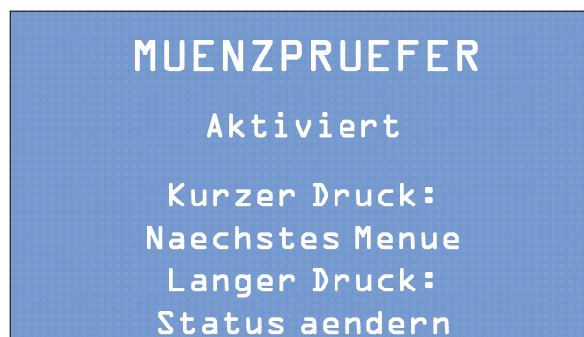 MUENZPRUEFER
Aktiviert
Kurzer Druck:
Naechstes Menue
Langer Druck:
Status aendern